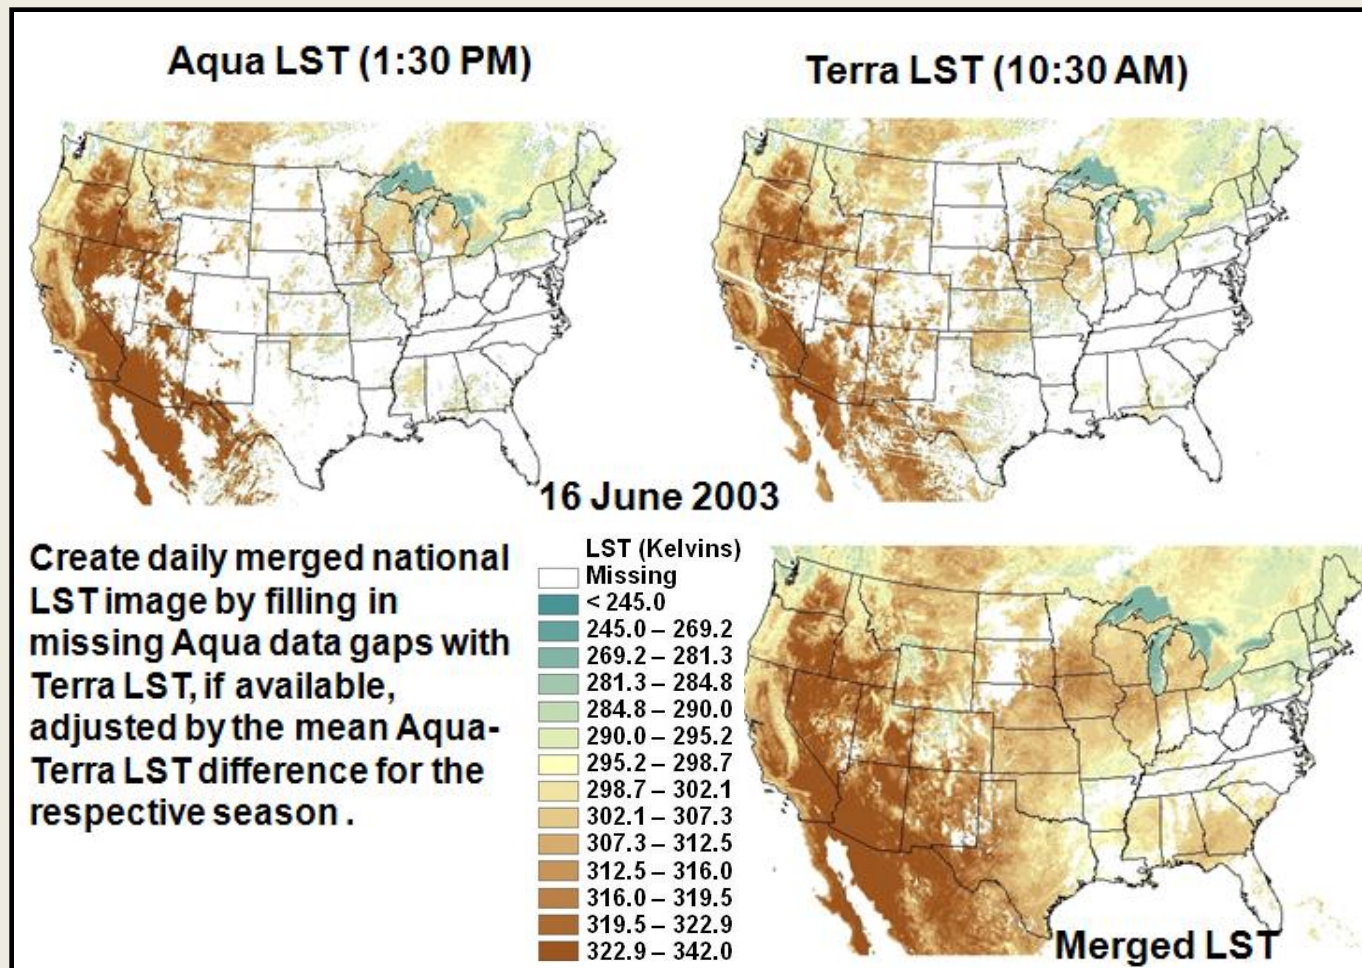 Aqua LST (1:30 PM)
Terra LST (10:30 AM)
16 June 2003
Create daily merged national
LST image by filling in
missing Aqua data gaps with
Terra LST, if available,
adjusted by the mean Aqua-
Terra LST difference for the
respective season .
LST (Kelvins)
Missing
< 245.0
245.0 – 269.2
269.2 – 281.3
281.3 – 284.8
284.8 – 290.0
290.0 – 295.2
295.2 – 298.7
298.7 – 302.1
302.1 – 307.3
307.3 – 312.5
312.5 – 316.0
316.0 – 319.5
319.5 – 322.9
322.9 – 342.0
Merged LST